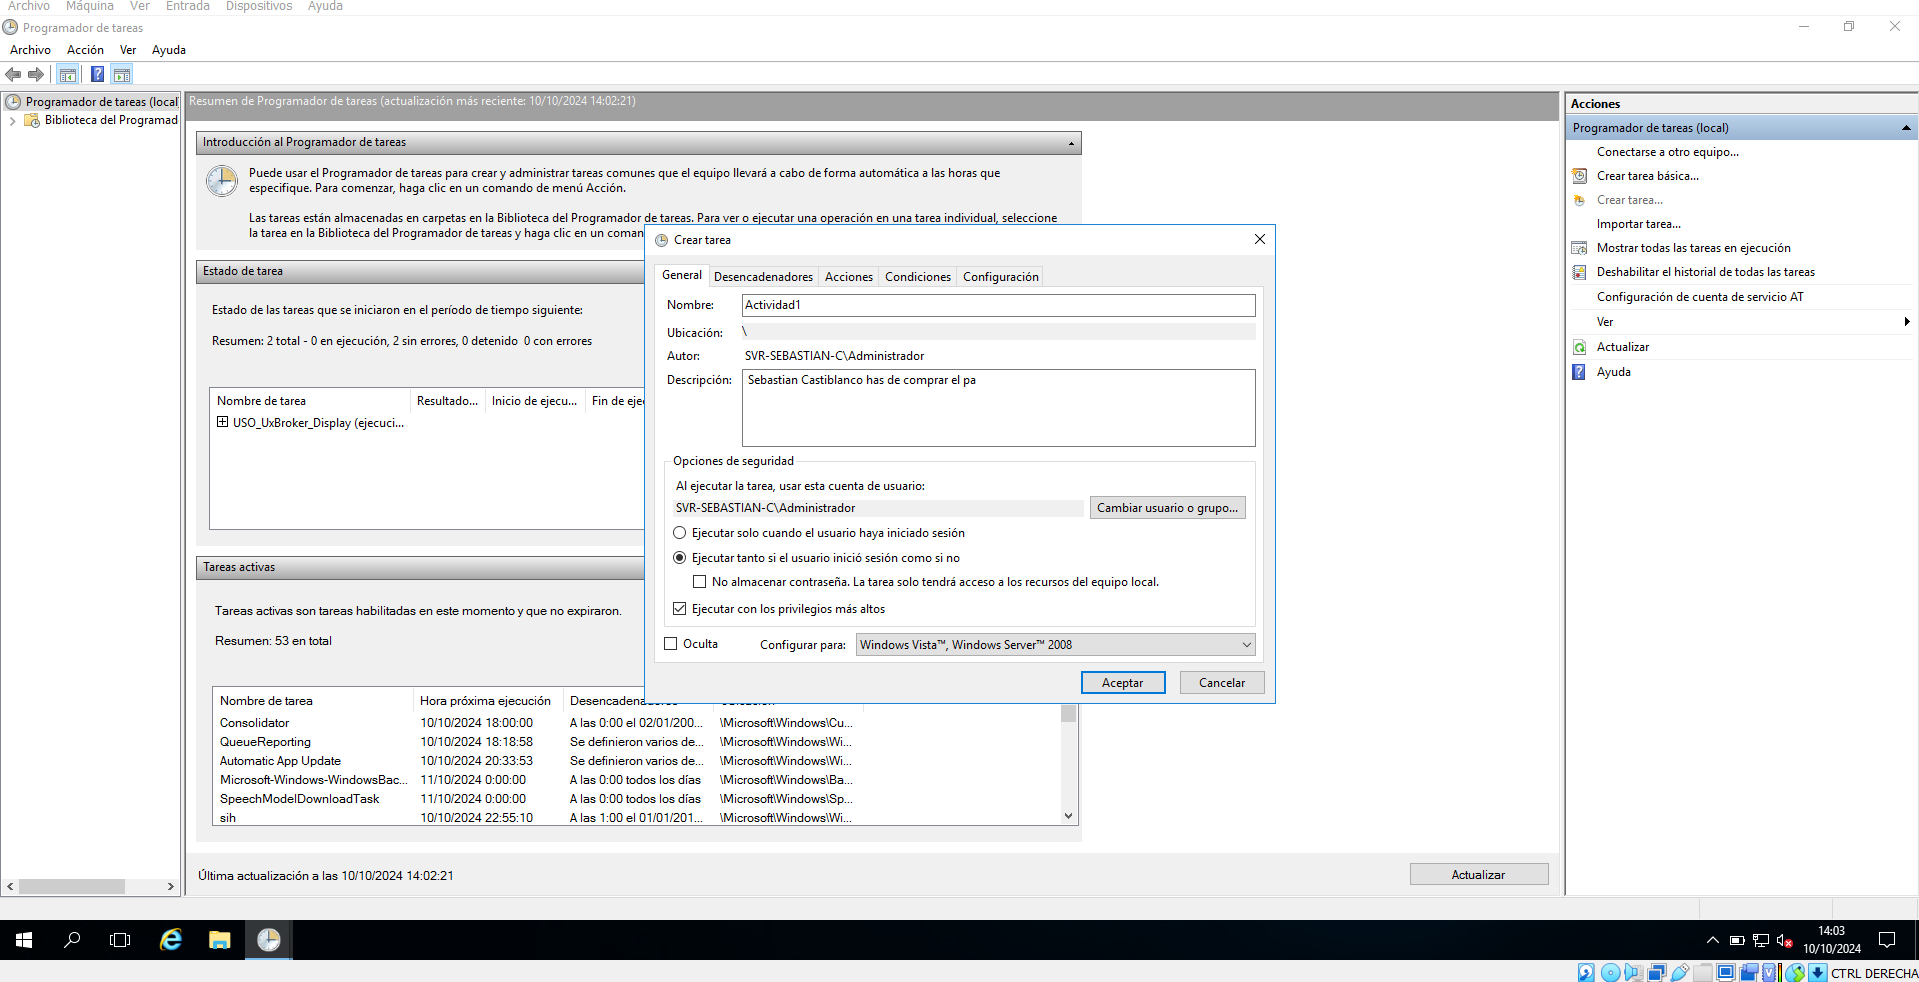 Archivo Máquina Ver Entrada Dispositivos Ayuda
Programador de tareas
Archivo Acción Ver Ayuda
Programador de tareas (local
Biblioteca del Programad
Resumen de Programador de tareas (actualización más reciente: 10/10/2024 14:02:21)
Introducción al Programador de tareas
Puede usar el Programador de tareas para crear y administrar tareas comunes que el equipo llevará a cabo de forma automática a las horas que
especifique. Para comenzar, haga clic en un comando de menú Acción.
Las tareas están almacenadas en carpetas en la Biblioteca del Programador de tareas. Para ver o ejecutar una operación en una tarea individual, seleccione
la tarea en la Biblioteca del Programador de tareas y haga clic en un coman
Estado de tarea
Estado de las tareas que se iniciaron en el período de tiempo siguiente:
Resumen: 2 total - 0 en ejecución, 2 sin errores, 0 detenido 0 con errores
Nombre de tarea Resultado... Inicio de ejecu... Fin de eje
USO_UxBroker_Display (ejecuci...
Tareas activas
Tareas activas son tareas habilitadas en este momento y que no expiraron.
Resumen: 53 en total
Nombre de tarea Hora próxima ejecución Desencadenadores Ubicación
Consolidator 10/10/2024 18:00:00 A las 0:00 el 02/01/200... \Microsoft\Windows\Cu...
QueueReporting 10/10/2024 18:18:58 Se definieron varios de... \Microsoft\Windows\Wi...
Automatic App Update 10/10/2024 20:33:53 Se definieron varios de... \Microsoft\Windows\Wi...
Microsoft-Windows-WindowsBac... 11/10/2024 0:00:00 A las 0:00 todos los días \Microsoft\Windows\Ba...
SpeechModelDownloadTask 11/10/2024 0:00:00 A las 0:00 todos los días \Microsoft\Windows\Sp...
sih 10/10/2024 22:55:10 A las 1:00 el 01/01/201... \Microsoft\Windows\Wi...
Última actualización a las 10/10/2024 14:02:21
Actualizar
Crear tarea
General Desencadenadores Acciones Condiciones Configuración
Nombre: Actividad1
Ubicación: \
Autor: SVR-SEBASTIAN-C\Administrador
Descripción: Sebastian Castiblanco has de comprar el pa
Opciones de seguridad
Al ejecutar la tarea, usar esta cuenta de usuario:
SVR-SEBASTIAN-C\Administrador Cambiar usuario o grupo...
Ejecutar solo cuando el usuario haya iniciado sesión
Ejecutar tanto si el usuario inició sesión como si no
No almacenar contraseña. La tarea solo tendrá acceso a los recursos del equipo local.
Ejecutar con los privilegios más altos
Oculta Configurar para: Windows Vista™, Windows Server™ 2008
Aceptar Cancelar
Acciones
Programador de tareas (local)
Conectarse a otro equipo...
Crear tarea básica...
Crear tarea...
Importar tarea...
Mostrar todas las tareas en ejecución
Deshabilitar el historial de todas las tareas
Configuración de cuenta de servicio AT
Ver
Actualizar
Ayuda
14:03
10/10/2024
CTRL DERECHA